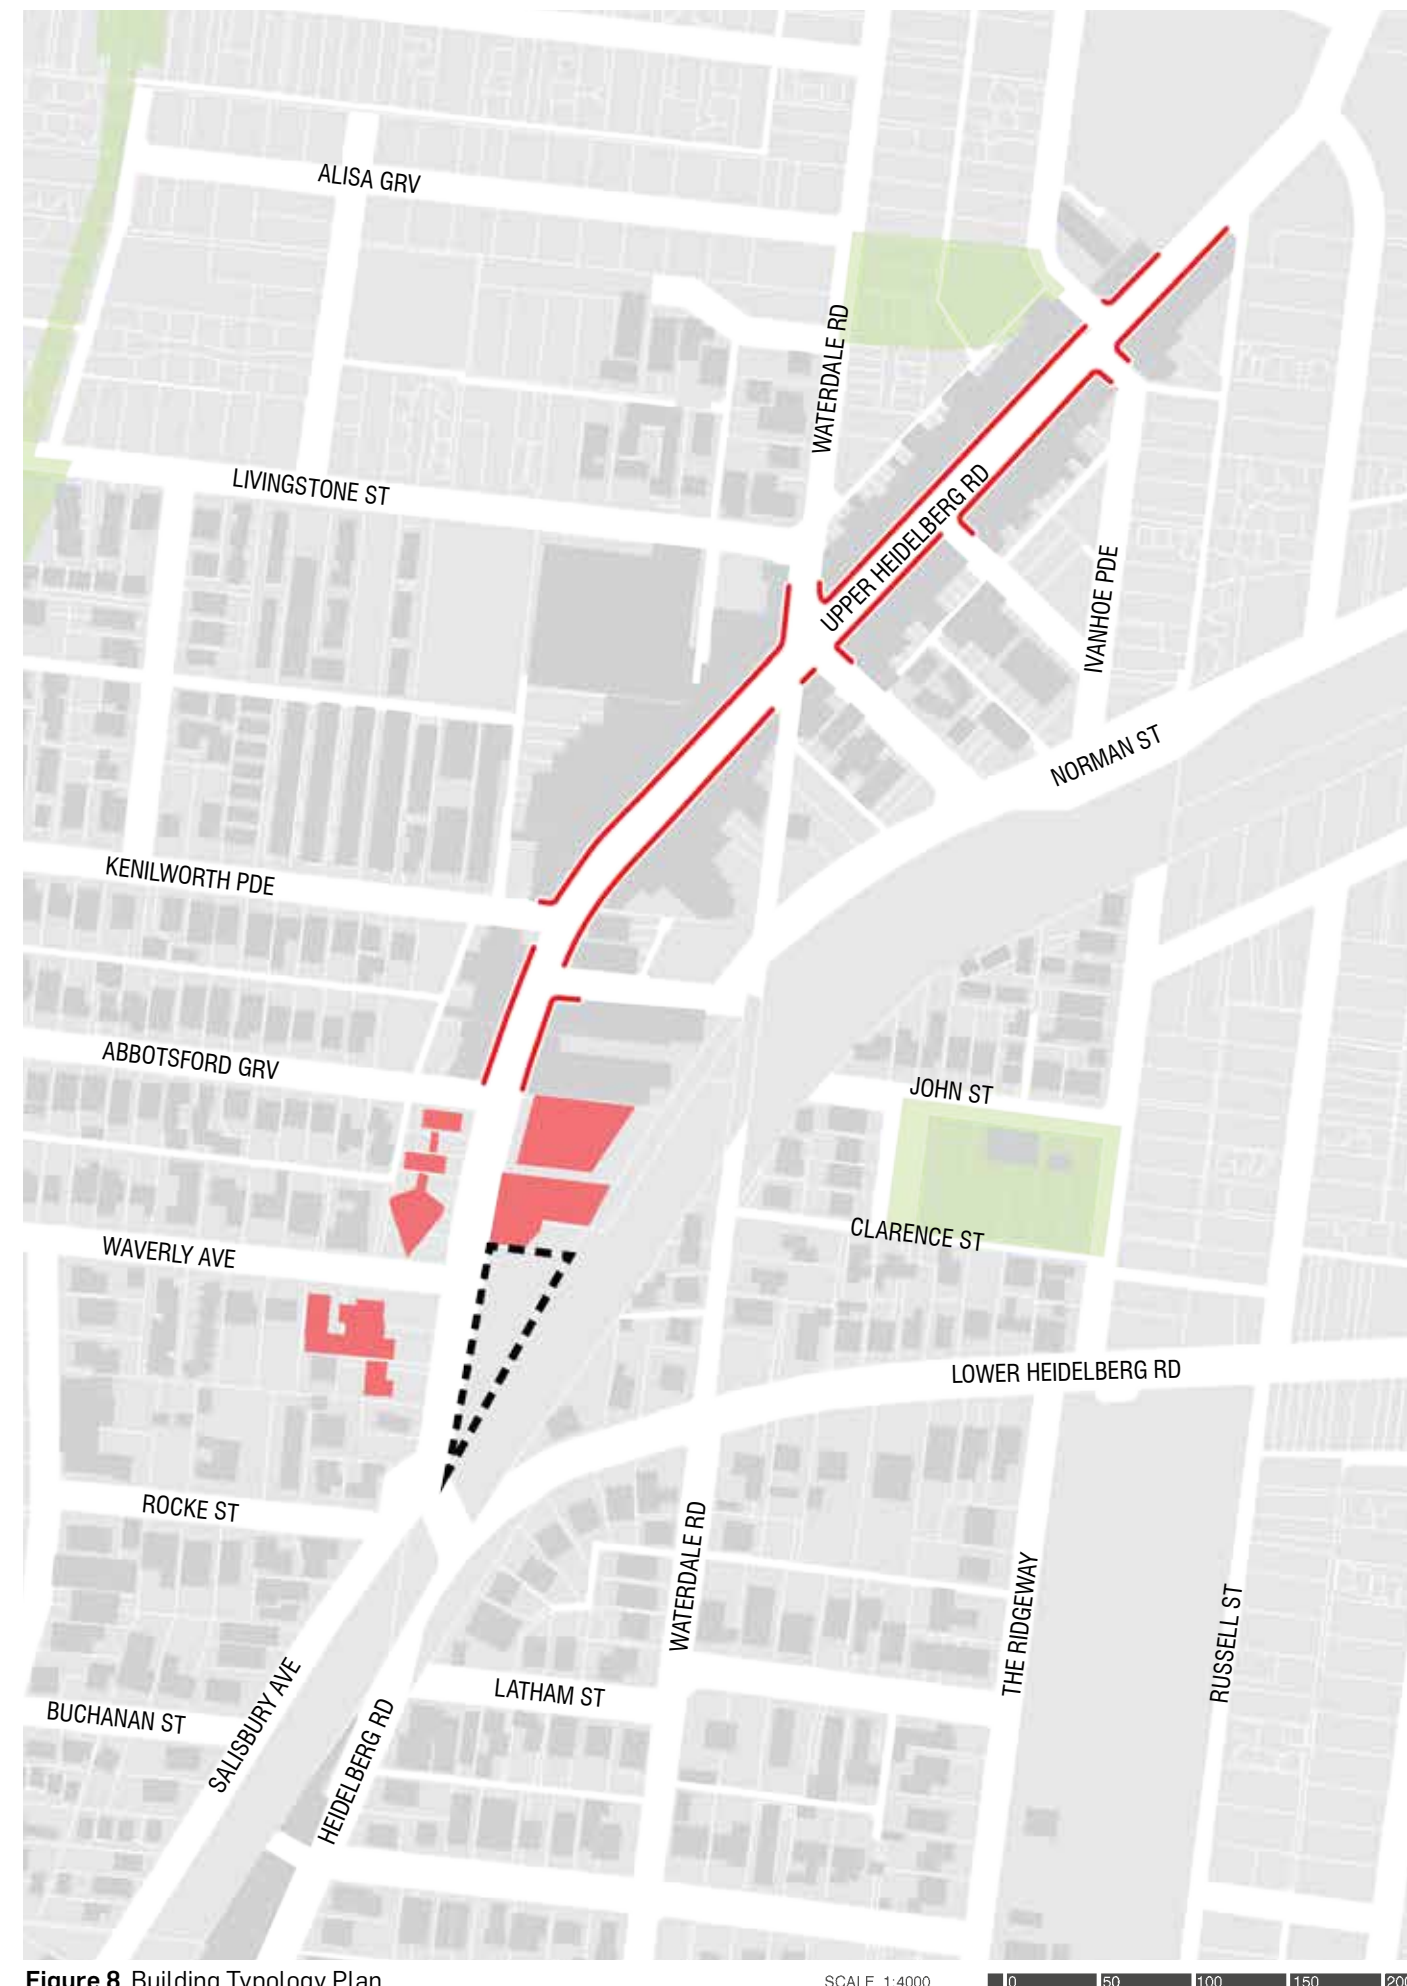 ALISA GRV
WATERDALE RD
LIVINGSTONE ST
UPPER HEIDELBERG RD
IVANHOE PDE
NORMAN ST
KENILWORTH PDE
ABBOTSFORD GRV
JOHN ST
CLARENCE ST
WAVERLY AVE
LOWER HEIDELBERG RD
ROCKE ST
WATERDALE RD
THE RIDGEWAY
RUSSELL ST
LATHAM ST
SALISBURY AVE
BUCHANAN ST
HEIDELBERG RD
Figure 8 Building Typology Plan
SCALE 1:4000 0 50 100 150 200